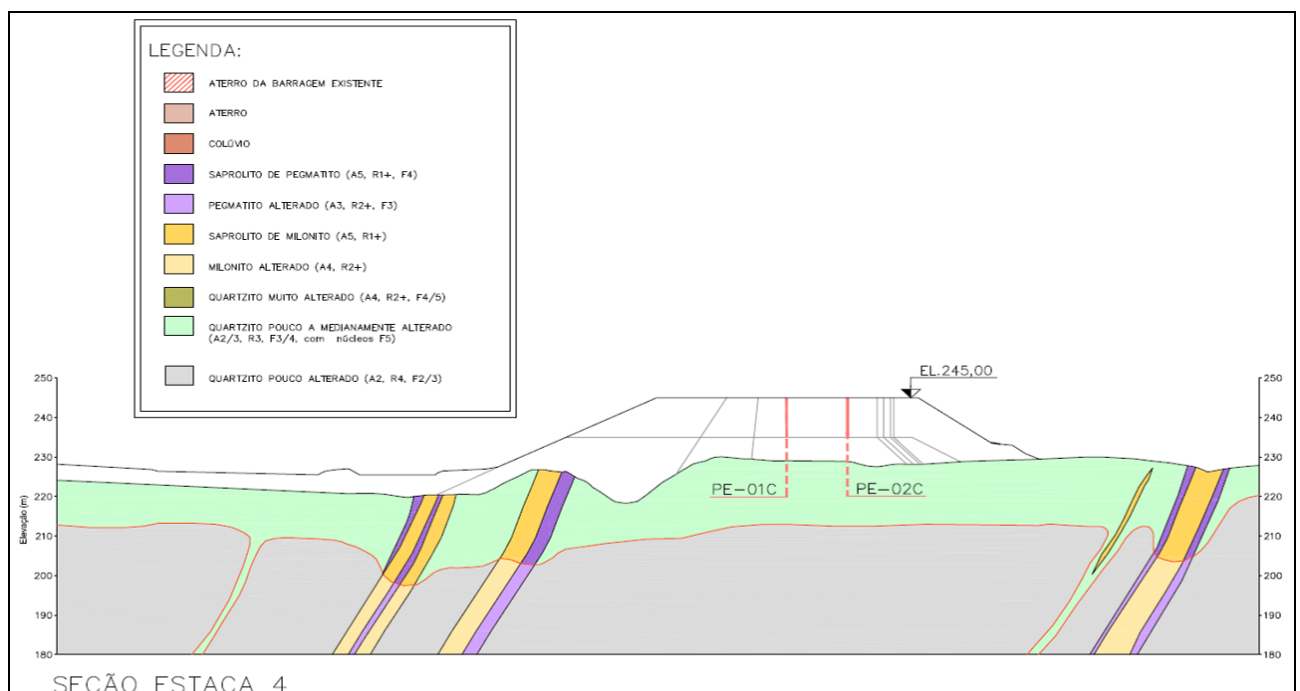 LEGENDA:
ATERRO DA BARRAGEM EXISTENTE
ATERRO
COLÚVIO
SAPROLITO DE PEGMATITO (A5, R1+, F4)
PEGMATITO ALTERADO (A3, R2+, F3)
SAPROLITO DE MILONITO (A5, R1+)
MILONITO ALTERADO (A4, R2+)
QUARTZITO MUITO ALTERADO (A4, R2+, F4/5)
QUARTZITO POUCO A MEDIANAMENTE ALTERADO
(A2/3, R3, F3/4, com núcleos F5)
QUARTZITO POUCO ALTERADO (A2, R4, F2/3)
EL.245,00
250
240
230
220
210
200
190
180
Elevação (m)
PE-01C
PE-02C
250
240
230
220
210
200
190
180
SEÇÃO ESTACA 4